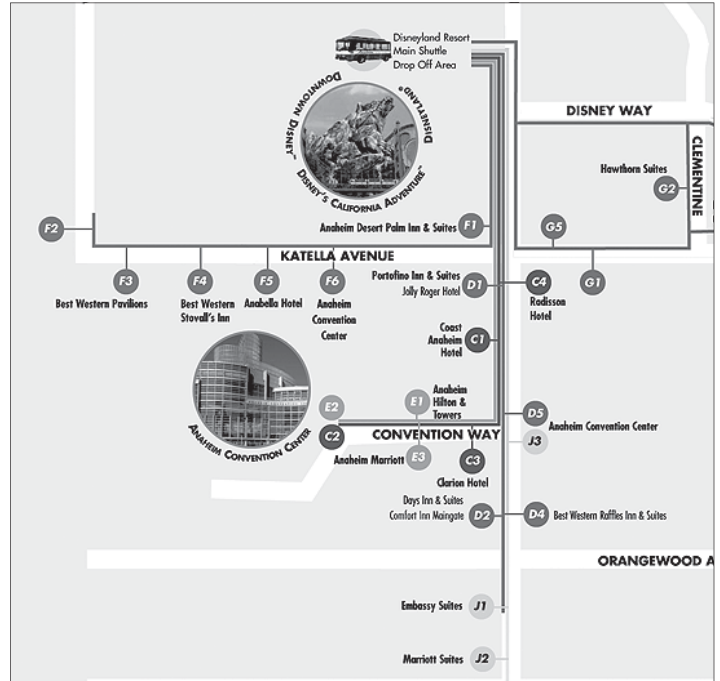 Disneyland Resort
Main Shuttle
Drop Off Area
DOWNTOWN DISNEY™
DISNEYLAND®
DISNEY'S CALIFORNIA ADVENTURE™
DISNEY WAY
CLEMENTINE
Hawthorn Suites
G2
F2
Anaheim Desert Palm Inn & Suites F1
G5
KATELLA AVENUE
F3
F4
F5
F6
Best Western Pavilions
Best Western
Stovall's Inn
Anabella Hotel
Anaheim
Convention
Center
Portofino Inn & Suites
Jolly Roger Hotel
D1
C4
Radisson
Hotel
G1
Coast
Anaheim
Hotel
C1
E2
C2
ANAHEIM CONVENTION CENTER
E1
Anaheim
Hilton &
Towers
D5
Anaheim Convention Center
J3
CONVENTION WAY
Anaheim Marriott E3
C3
Clarion Hotel
Days Inn & Suites
Comfort Inn Maingate
D2
D4 Best Western Raffles Inn & Suites
ORANGEWOOD A
Embassy Suites J1
Marriott Suites J2